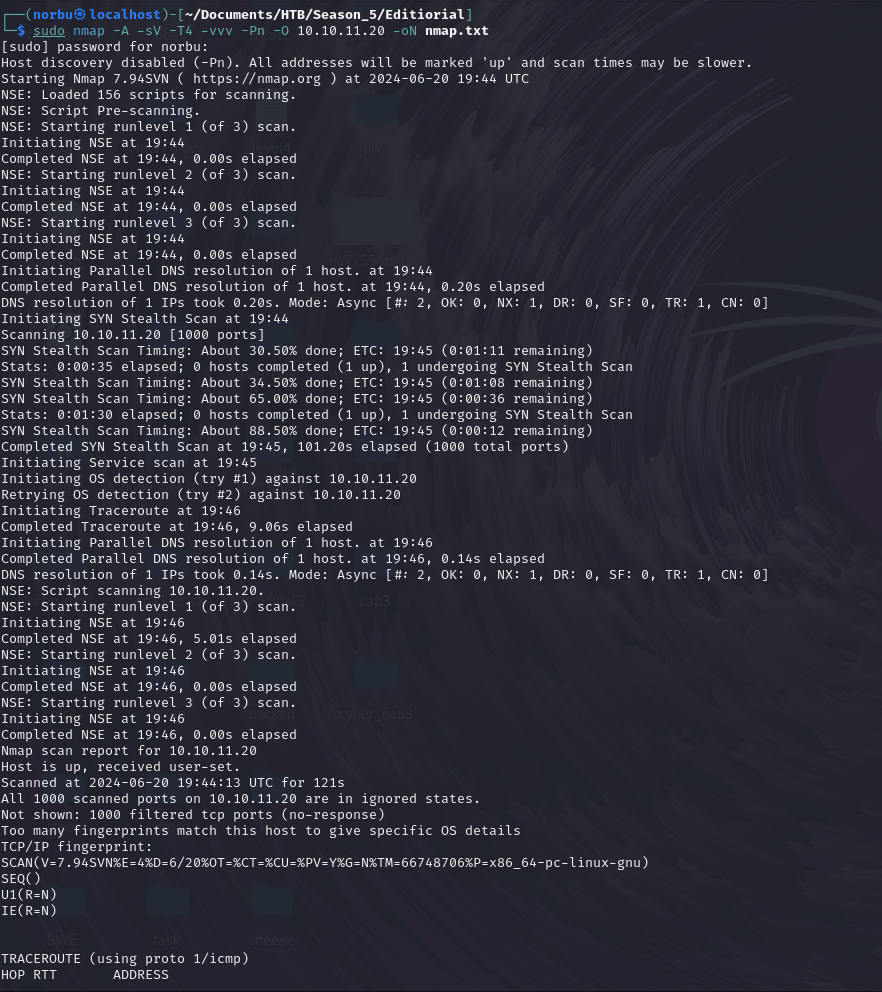 ┌──(norbu㉿localhost)-[~/Documents/HTB/Season_5/Editiorial]
└─$ sudo nmap -A -sV -T4 -vvv -Pn -O 10.10.11.20 -oN nmap.txt
[sudo] password for norbu:
Host discovery disabled (-Pn). All addresses will be marked 'up' and scan times may be slower.
Starting Nmap 7.94SVN ( https://nmap.org ) at 2024-06-20 19:44 UTC
NSE: Loaded 156 scripts for scanning.
NSE: Script Pre-scanning.
NSE: Starting runlevel 1 (of 3) scan.
Initiating NSE at 19:44
Completed NSE at 19:44, 0.00s elapsed
NSE: Starting runlevel 2 (of 3) scan.
Initiating NSE at 19:44
Completed NSE at 19:44, 0.00s elapsed
NSE: Starting runlevel 3 (of 3) scan.
Initiating NSE at 19:44
Completed NSE at 19:44, 0.00s elapsed
Initiating Parallel DNS resolution of 1 host. at 19:44
Completed Parallel DNS resolution of 1 host. at 19:44, 0.20s elapsed
DNS resolution of 1 IPs took 0.20s. Mode: Async [#: 2, OK: 0, NX: 1, DR: 0, SF: 0, TR: 1, CN: 0]
Initiating SYN Stealth Scan at 19:44
Scanning 10.10.11.20 [1000 ports]
SYN Stealth Scan Timing: About 30.50% done; ETC: 19:45 (0:01:11 remaining)
Stats: 0:00:35 elapsed; 0 hosts completed (1 up), 1 undergoing SYN Stealth Scan
SYN Stealth Scan Timing: About 34.50% done; ETC: 19:45 (0:01:08 remaining)
SYN Stealth Scan Timing: About 65.00% done; ETC: 19:45 (0:00:36 remaining)
Stats: 0:01:30 elapsed; 0 hosts completed (1 up), 1 undergoing SYN Stealth Scan
SYN Stealth Scan Timing: About 88.50% done; ETC: 19:45 (0:00:12 remaining)
Completed SYN Stealth Scan at 19:45, 101.20s elapsed (1000 total ports)
Initiating Service scan at 19:45
Initiating OS detection (try #1) against 10.10.11.20
Retrying OS detection (try #2) against 10.10.11.20
Initiating Traceroute at 19:46
Completed Traceroute at 19:46, 9.06s elapsed
Initiating Parallel DNS resolution of 1 host. at 19:46
Completed Parallel DNS resolution of 1 host. at 19:46, 0.14s elapsed
DNS resolution of 1 IPs took 0.14s. Mode: Async [#: 2, OK: 0, NX: 1, DR: 0, SF: 0, TR: 1, CN: 0]
NSE: Script scanning 10.10.11.20.
cap3
NSE: Starting runlevel 1 (of 3) scan.
Initiating NSE at 19:46
Completed NSE at 19:46, 5.01s elapsed
NSE: Starting runlevel 2 (of 3) scan.
Initiating NSE at 19:46
Completed NSE at 19:46, 0.00s elapsed
NSE: Starting runlevel 3 (of 3) scan.
Initiating NSE at 19:46
backen cyber_cap3
Completed NSE at 19:46, 0.00s elapsed
Nmap scan report for 10.10.11.20
Host is up, received user-set.
Scanned at 2024-06-20 19:44:13 UTC for 121s
All 1000 scanned ports on 10.10.11.20 are in ignored states.
Not shown: 1000 filtered tcp ports (no-response)
Too many fingerprints match this host to give specific OS details
TCP/IP fingerprint:
SCAN(V=7.94SVN%E=4%D=6/20%OT=%CT=%CU=%PV=Y%G=N%TM=66748706%P=x86_64-pc-linux-gnu)
SEQ()
U1(R=N)
IE(R=N)
SWE task cheese
TRACEROUTE (using proto 1/icmp)
HOP RTT ADDRESS